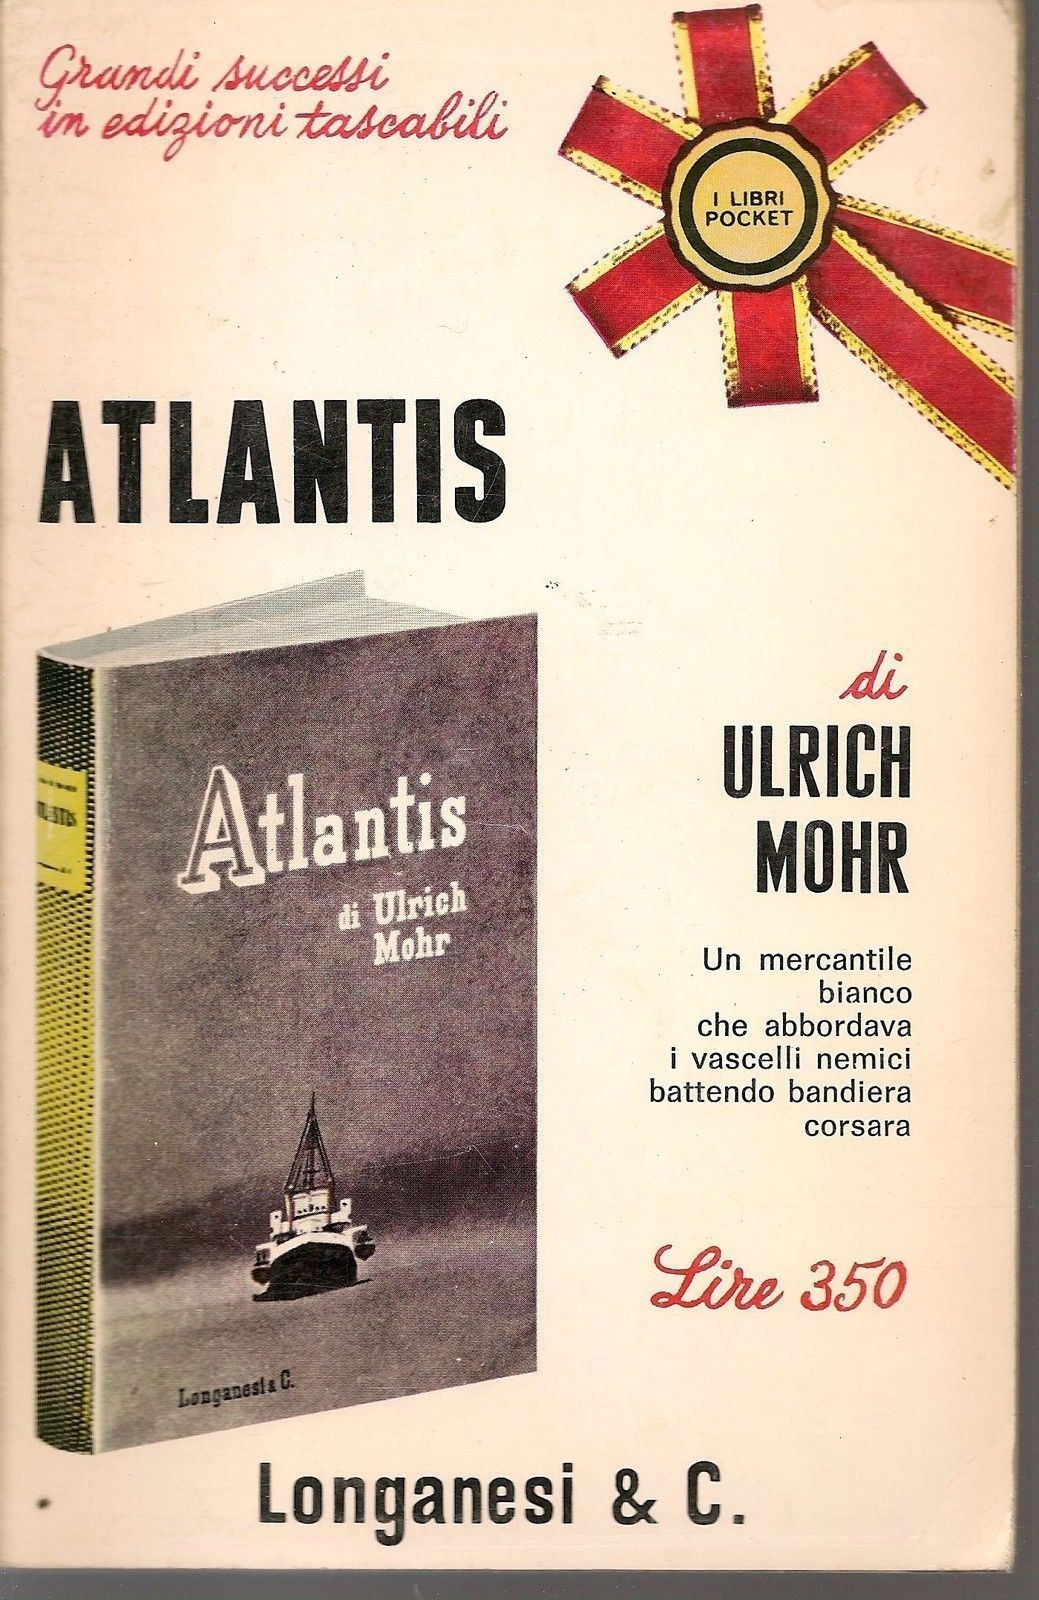 Grandi successi
in edizioni tascabili
I LIBRI
POCKET
ATLANTIS
Atlantis
di Ulrich
Mohr
Longanesi & C.
di
ULRICH
MOHR
Un mercantile
bianco
che abbordava
i vascelli nemici
battendo bandiera
corsara
Lire 350
Longanesi & C.